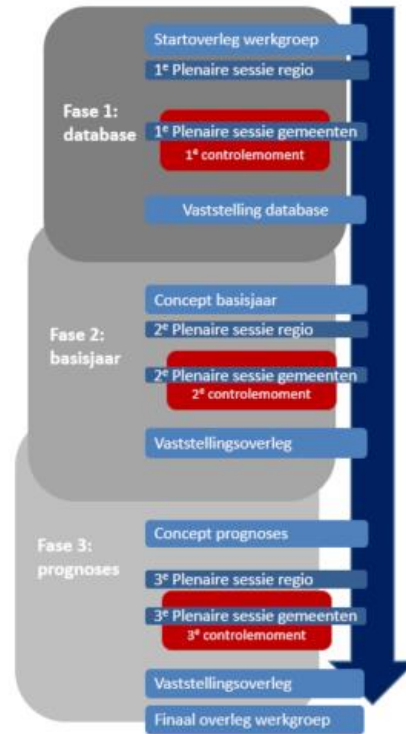 Startoverleg werkgroep
1e Plenaire sessie regio
Fase 1:
database
1e Plenaire sessie gemeenten
1e controlemoment
Vaststelling database
Concept basisjaar
2e Plenaire sessie regio
Fase 2:
basisjaar
2e Plenaire sessie gemeenten
2e controlemoment
Vaststellingsoverleg
Concept prognoses
Fase 3:
prognoses
3e Plenaire sessie regio
3e Plenaire sessie gemeenten
3e controlemoment
Vaststellingsoverleg
Finaal overleg werkgroep